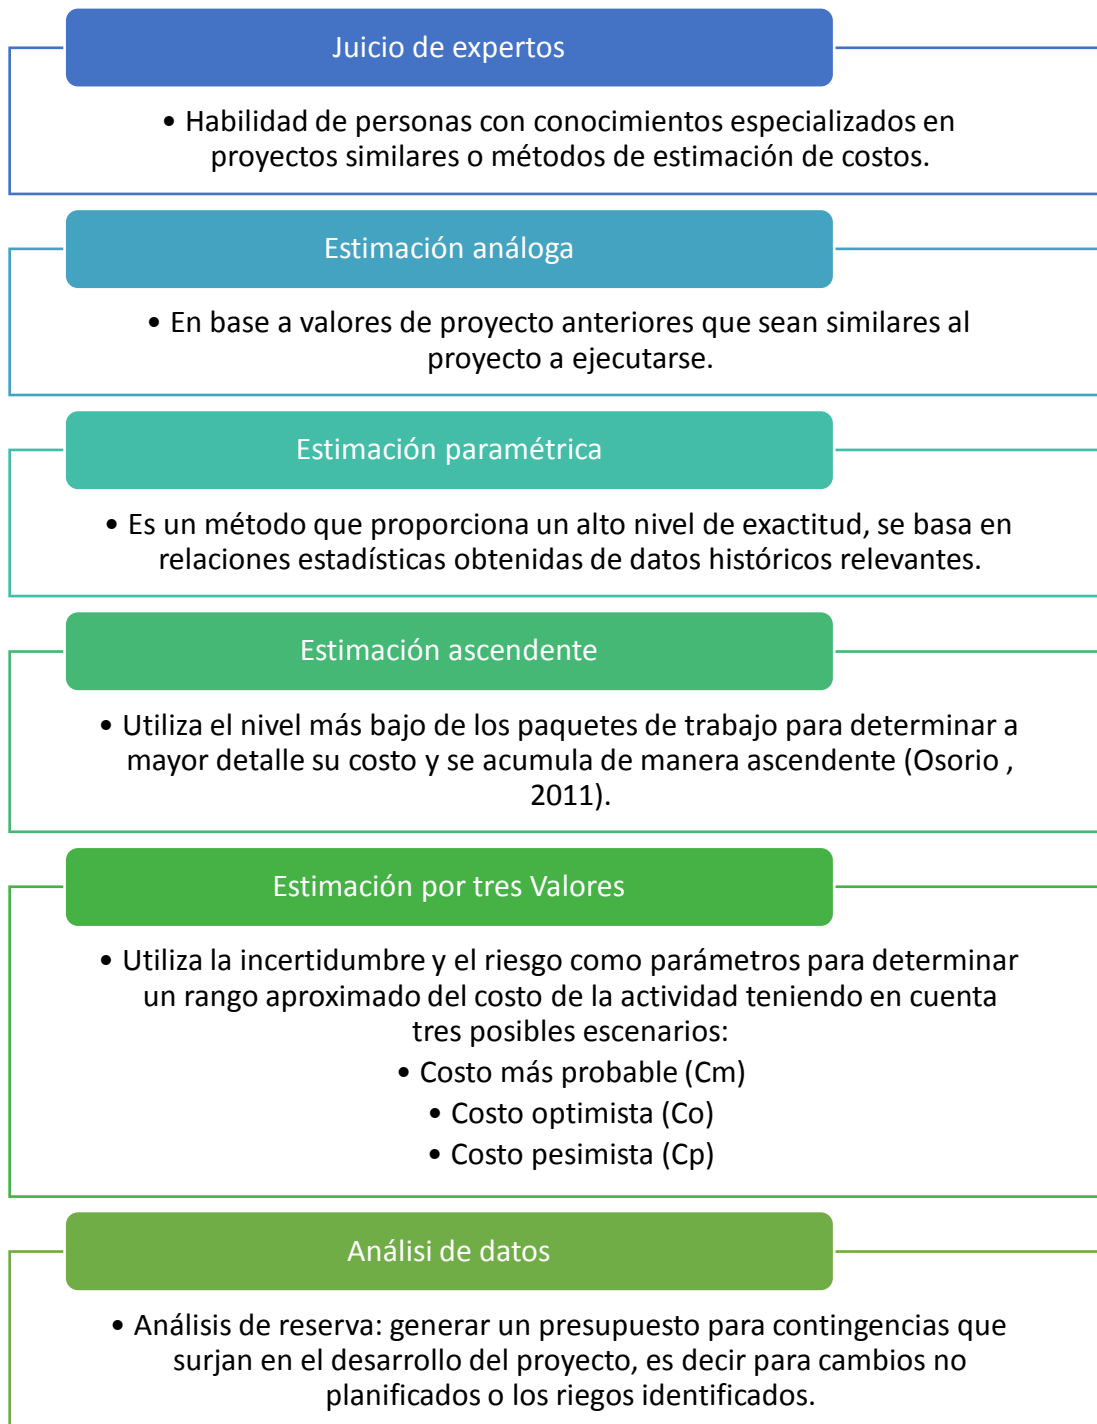 Juicio de expertos
• Habilidad de personas con conocimientos especializados en
proyectos similares o métodos de estimación de costos.
Estimación análoga
• En base a valores de proyecto anteriores que sean similares al
proyecto a ejecutarse.
Estimación paramétrica
• Es un método que proporciona un alto nivel de exactitud, se basa en
relaciones estadísticas obtenidas de datos históricos relevantes.
Estimación ascendente
• Utiliza el nivel más bajo de los paquetes de trabajo para determinar a
mayor detalle su costo y se acumula de manera ascendente (Osorio ,
2011).
Estimación por tres Valores
• Utiliza la incertidumbre y el riesgo como parámetros para determinar
un rango aproximado del costo de la actividad teniendo en cuenta
tres posibles escenarios:
• Costo más probable (Cm)
• Costo optimista (Co)
• Costo pesimista (Cp)
Análisi de datos
• Análisis de reserva: generar un presupuesto para contingencias que
surjan en el desarrollo del proyecto, es decir para cambios no
planificados o los riegos identificados.